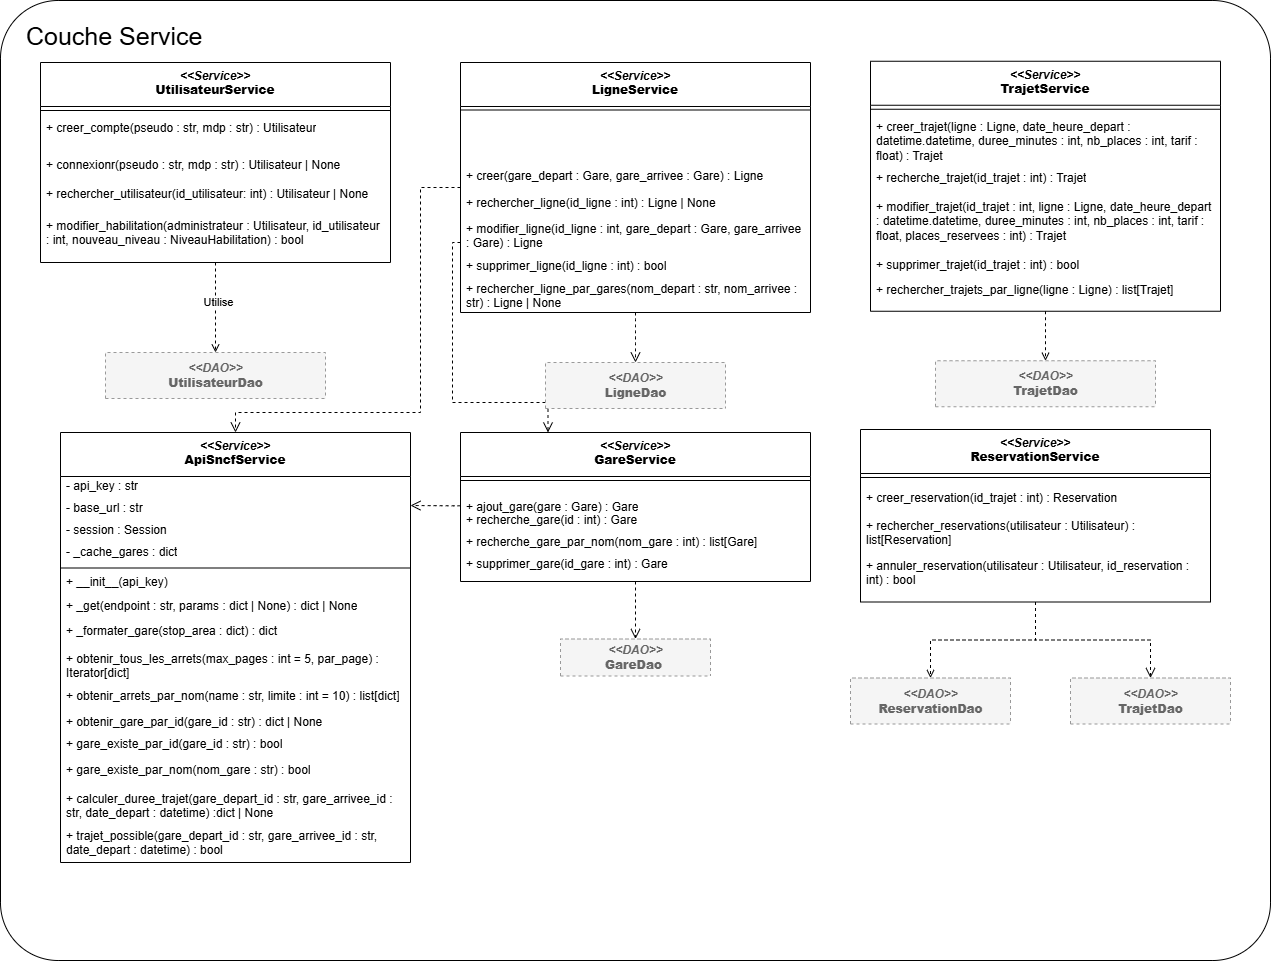 Couche Service
<<Service>>
UtilisateurService
+ creer_compte(pseudo : str, mdp : str) : Utilisateur
+ connexionr(pseudo : str, mdp : str) : Utilisateur | None
+ rechercher_utilisateur(id_utilisateur: int) : Utilisateur | None
+ modifier_habilitation(administrateur : Utilisateur, id_utilisateur
: int, nouveau_niveau : NiveauHabilitation) : bool
Utilise
<<DAO>>
UtilisateurDao
<<Service>>
LigneService
+ creer(gare_depart : Gare, gare_arrivee : Gare) : Ligne
+ rechercher_ligne(id_ligne : int) : Ligne | None
+ modifier_ligne(id_ligne : int, gare_depart : Gare, gare_arrivee
: Gare) : Ligne
+ supprimer_ligne(id_ligne : int) : bool
+ rechercher_ligne_par_gares(nom_depart : str, nom_arrivee :
str) : Ligne | None
<<DAO>>
LigneDao
<<Service>>
TrajetService
+ creer_trajet(ligne : Ligne, date_heure_depart :
datetime.datetime, duree_minutes : int, nb_places : int, tarif :
float) : Trajet
+ recherche_trajet(id_trajet : int) : Trajet
+ modifier_trajet(id_trajet : int, ligne : Ligne, date_heure_depart
: datetime.datetime, duree_minutes : int, nb_places : int, tarif :
float, places_reservees : int) : Trajet
+ supprimer_trajet(id_trajet : int) : bool
+ rechercher_trajets_par_ligne(ligne : Ligne) : list[Trajet]
<<DAO>>
TrajetDao
<<Service>>
ApiSncfService
- api_key : str
- base_url : str
- session : Session
- _cache_gares : dict
+ __init__(api_key)
+ _get(endpoint : str, params : dict | None) : dict | None
+ _formater_gare(stop_area : dict) : dict
+ obtenir_tous_les_arrets(max_pages : int = 5, par_page) :
Iterator[dict]
+ obtenir_arrets_par_nom(name : str, limite : int = 10) : list[dict]
+ obtenir_gare_par_id(gare_id : str) : dict | None
+ gare_existe_par_id(gare_id : str) : bool
+ gare_existe_par_nom(nom_gare : str) : bool
+ calculer_duree_trajet(gare_depart_id : str, gare_arrivee_id :
str, date_depart : datetime) :dict | None
+ trajet_possible(gare_depart_id : str, gare_arrivee_id : str,
date_depart : datetime) : bool
<<Service>>
GareService
+ ajout_gare(gare : Gare) : Gare
+ recherche_gare(id : int) : Gare
+ recherche_gare_par_nom(nom_gare : int) : list[Gare]
+ supprimer_gare(id_gare : int) : Gare
<<DAO>>
GareDao
<<Service>>
ReservationService
+ creer_reservation(id_trajet : int) : Reservation
+ rechercher_reservations(utilisateur : Utilisateur) :
list[Reservation]
+ annuler_reservation(utilisateur : Utilisateur, id_reservation :
int) : bool
<<DAO>>
ReservationDao
<<DAO>>
TrajetDao